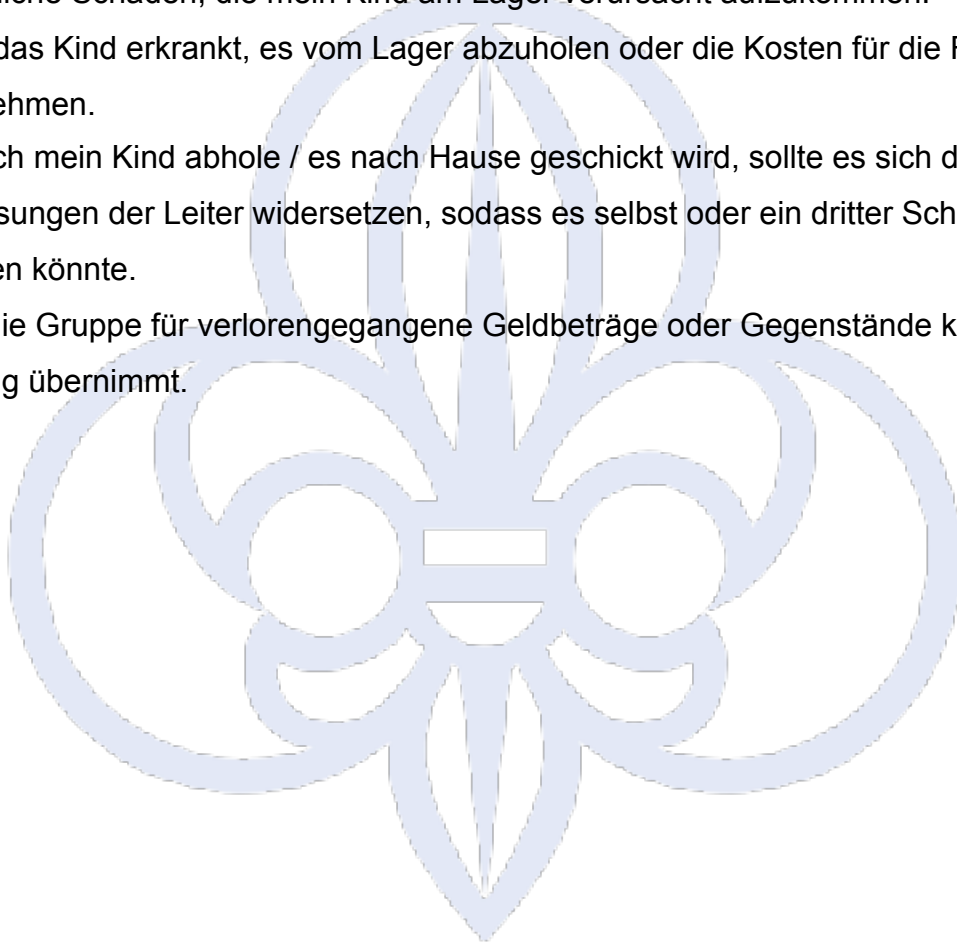 liche Schäden, die mein Kind am Lager verursacht aufzukommen.
das Kind erkrankt, es vom Lager abzuholen oder die Kosten für die
ehmen.
ch mein Kind abhole / es nach Hause geschickt wird, sollte es sich d
sungen der Leiter widersetzen, sodass es selbst oder ein dritter Sch
en könnte.
ie Gruppe für verlorengegangene Geldbeträge oder Gegenstände k
g übernimmt.